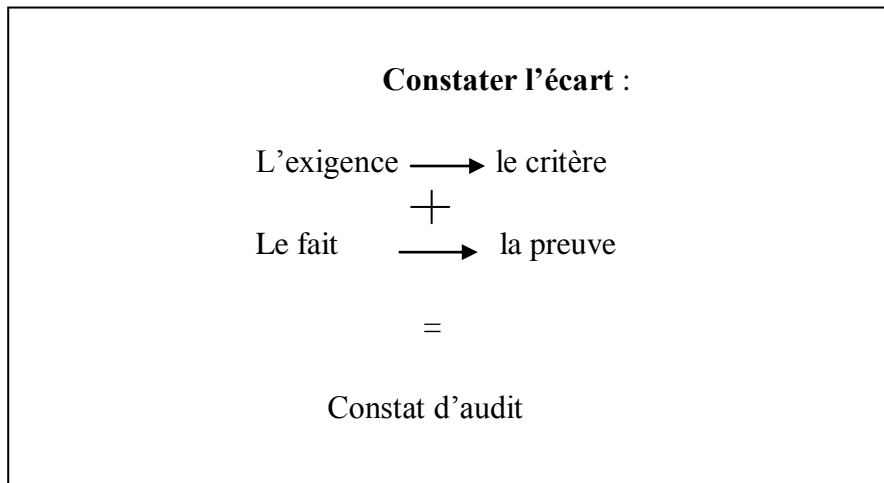 Constater l’écart :
L’exigence ⟶ le critère
+
Le fait ⟶ la preuve
=
Constat d’audit